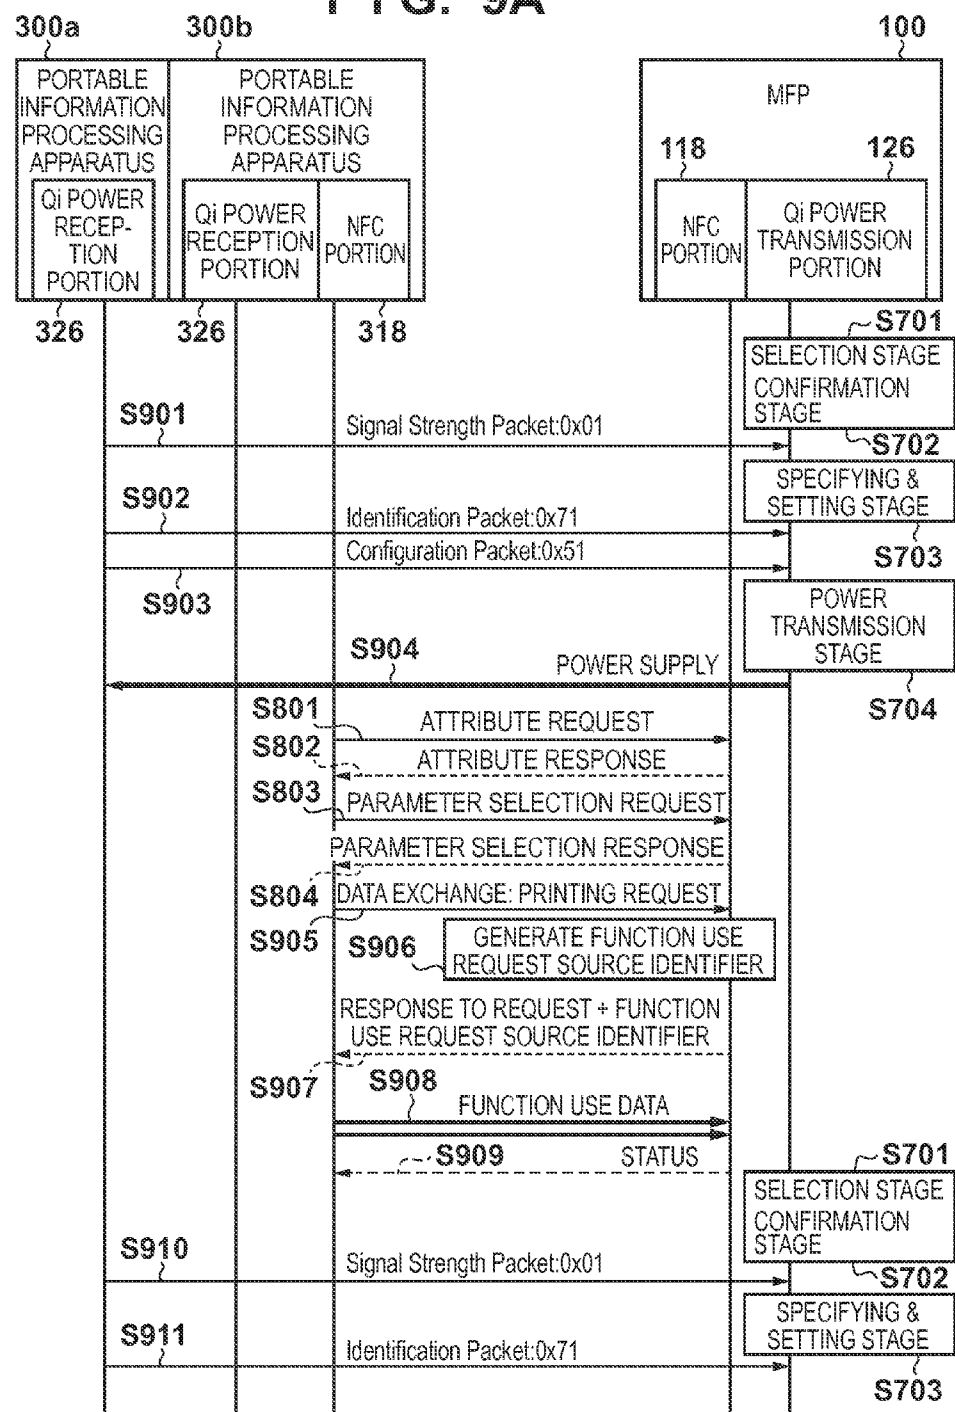 FIG. 9A
300a
300b
100
PORTABLE
INFORMATION
PROCESSING
APPARATUS
PORTABLE
INFORMATION
PROCESSING
APPARATUS
MFP
118
126
Qi POWER
RECEP-
TION
PORTION
Qi POWER
RECEPTION
PORTION
NFC
PORTION
NFC
PORTION
Qi POWER
TRANSMISSION
PORTION
326
326
318
S701
SELECTION STAGE
CONFIRMATION
STAGE
S702
S901
Signal Strength Packet:0x01
SPECIFYING &
SETTING STAGE
S703
S902
Identification Packet:0x71
Configuration Packet:0x51
S903
POWER
TRANSMISSION
STAGE
S704
S904
POWER SUPPLY
S801
ATTRIBUTE REQUEST
S802
ATTRIBUTE RESPONSE
S803
PARAMETER SELECTION REQUEST
PARAMETER SELECTION RESPONSE
S804
DATA EXCHANGE: PRINTING REQUEST
S905
S906
GENERATE FUNCTION USE
REQUEST SOURCE IDENTIFIER
RESPONSE TO REQUEST + FUNCTION
USE REQUEST SOURCE IDENTIFIER
S907
S908
FUNCTION USE DATA
S909
STATUS
S701
SELECTION STAGE
CONFIRMATION
STAGE
S702
S910
Signal Strength Packet:0x01
SPECIFYING &
SETTING STAGE
S703
S911
Identification Packet:0x71